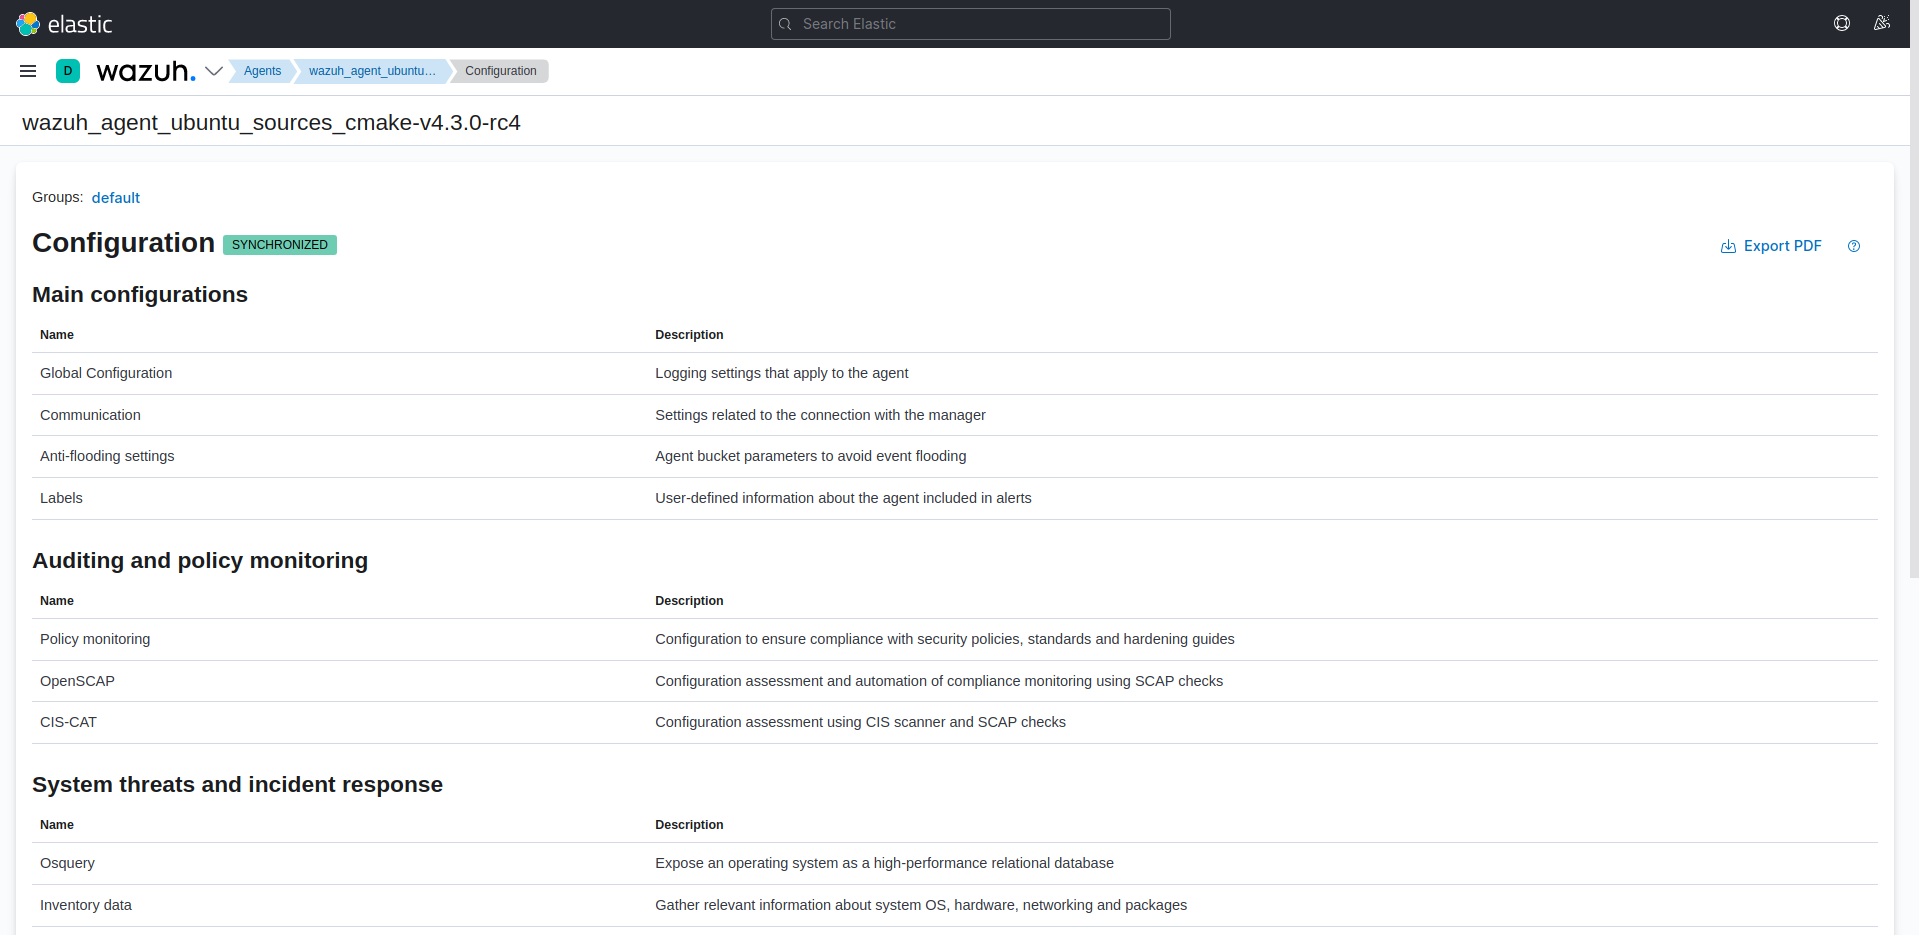 elastic
Search Elastic
D
wazuh.
Agents
wazuh_agent_ubuntu…
Configuration
wazuh_agent_ubuntu_sources_cmake-v4.3.0-rc4
Groups: default
Configuration SYNCHRONIZED
Export PDF
Main configurations
Name Description
Global Configuration Logging settings that apply to the agent
Communication Settings related to the connection with the manager
Anti-flooding settings Agent bucket parameters to avoid event flooding
Labels User-defined information about the agent included in alerts
Auditing and policy monitoring
Name Description
Policy monitoring Configuration to ensure compliance with security policies, standards and hardening guides
OpenSCAP Configuration assessment and automation of compliance monitoring using SCAP checks
CIS-CAT Configuration assessment using CIS scanner and SCAP checks
System threats and incident response
Name Description
Osquery Expose an operating system as a high-performance relational database
Inventory data Gather relevant information about system OS, hardware, networking and packages